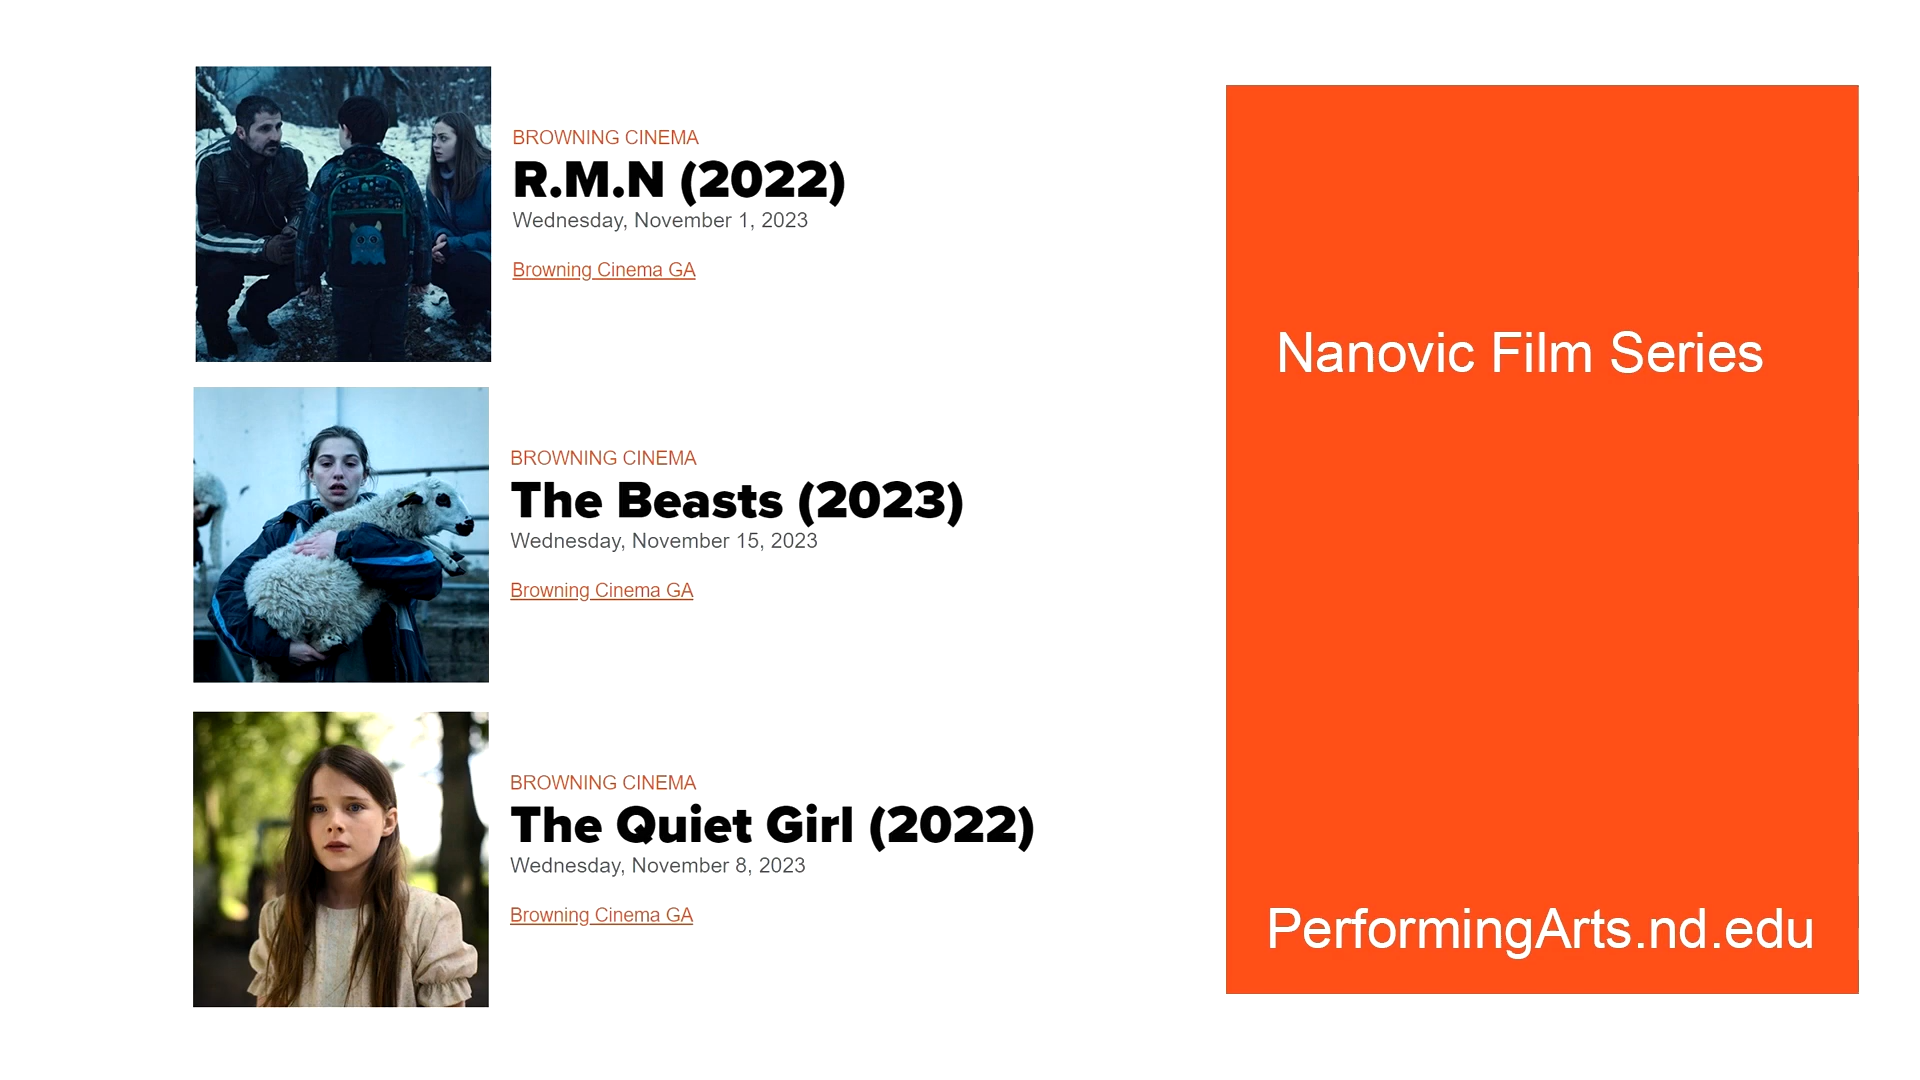 BROWNING CINEMA
R.M.N (2022)
Wednesday, November 1, 2023
Browning Cinema GA
BROWNING CINEMA
The Beasts (2023)
Wednesday, November 15, 2023
Browning Cinema GA
BROWNING CINEMA
The Quiet Girl (2022)
Wednesday, November 8, 2023
Browning Cinema GA
Nanovic Film Series
PerformingArts.nd.edu